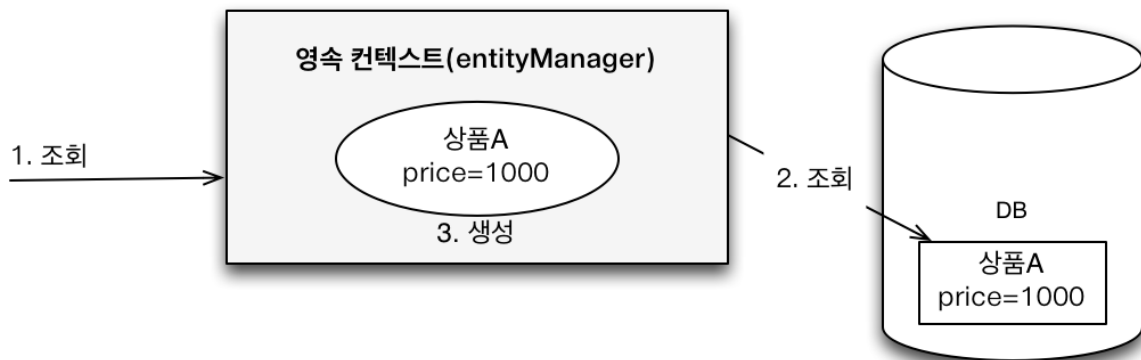 영속 컨텍스트(entityManager)
상품A
price=1000
3. 생성
1. 조회
2. 조회
DB
상품A
price=1000